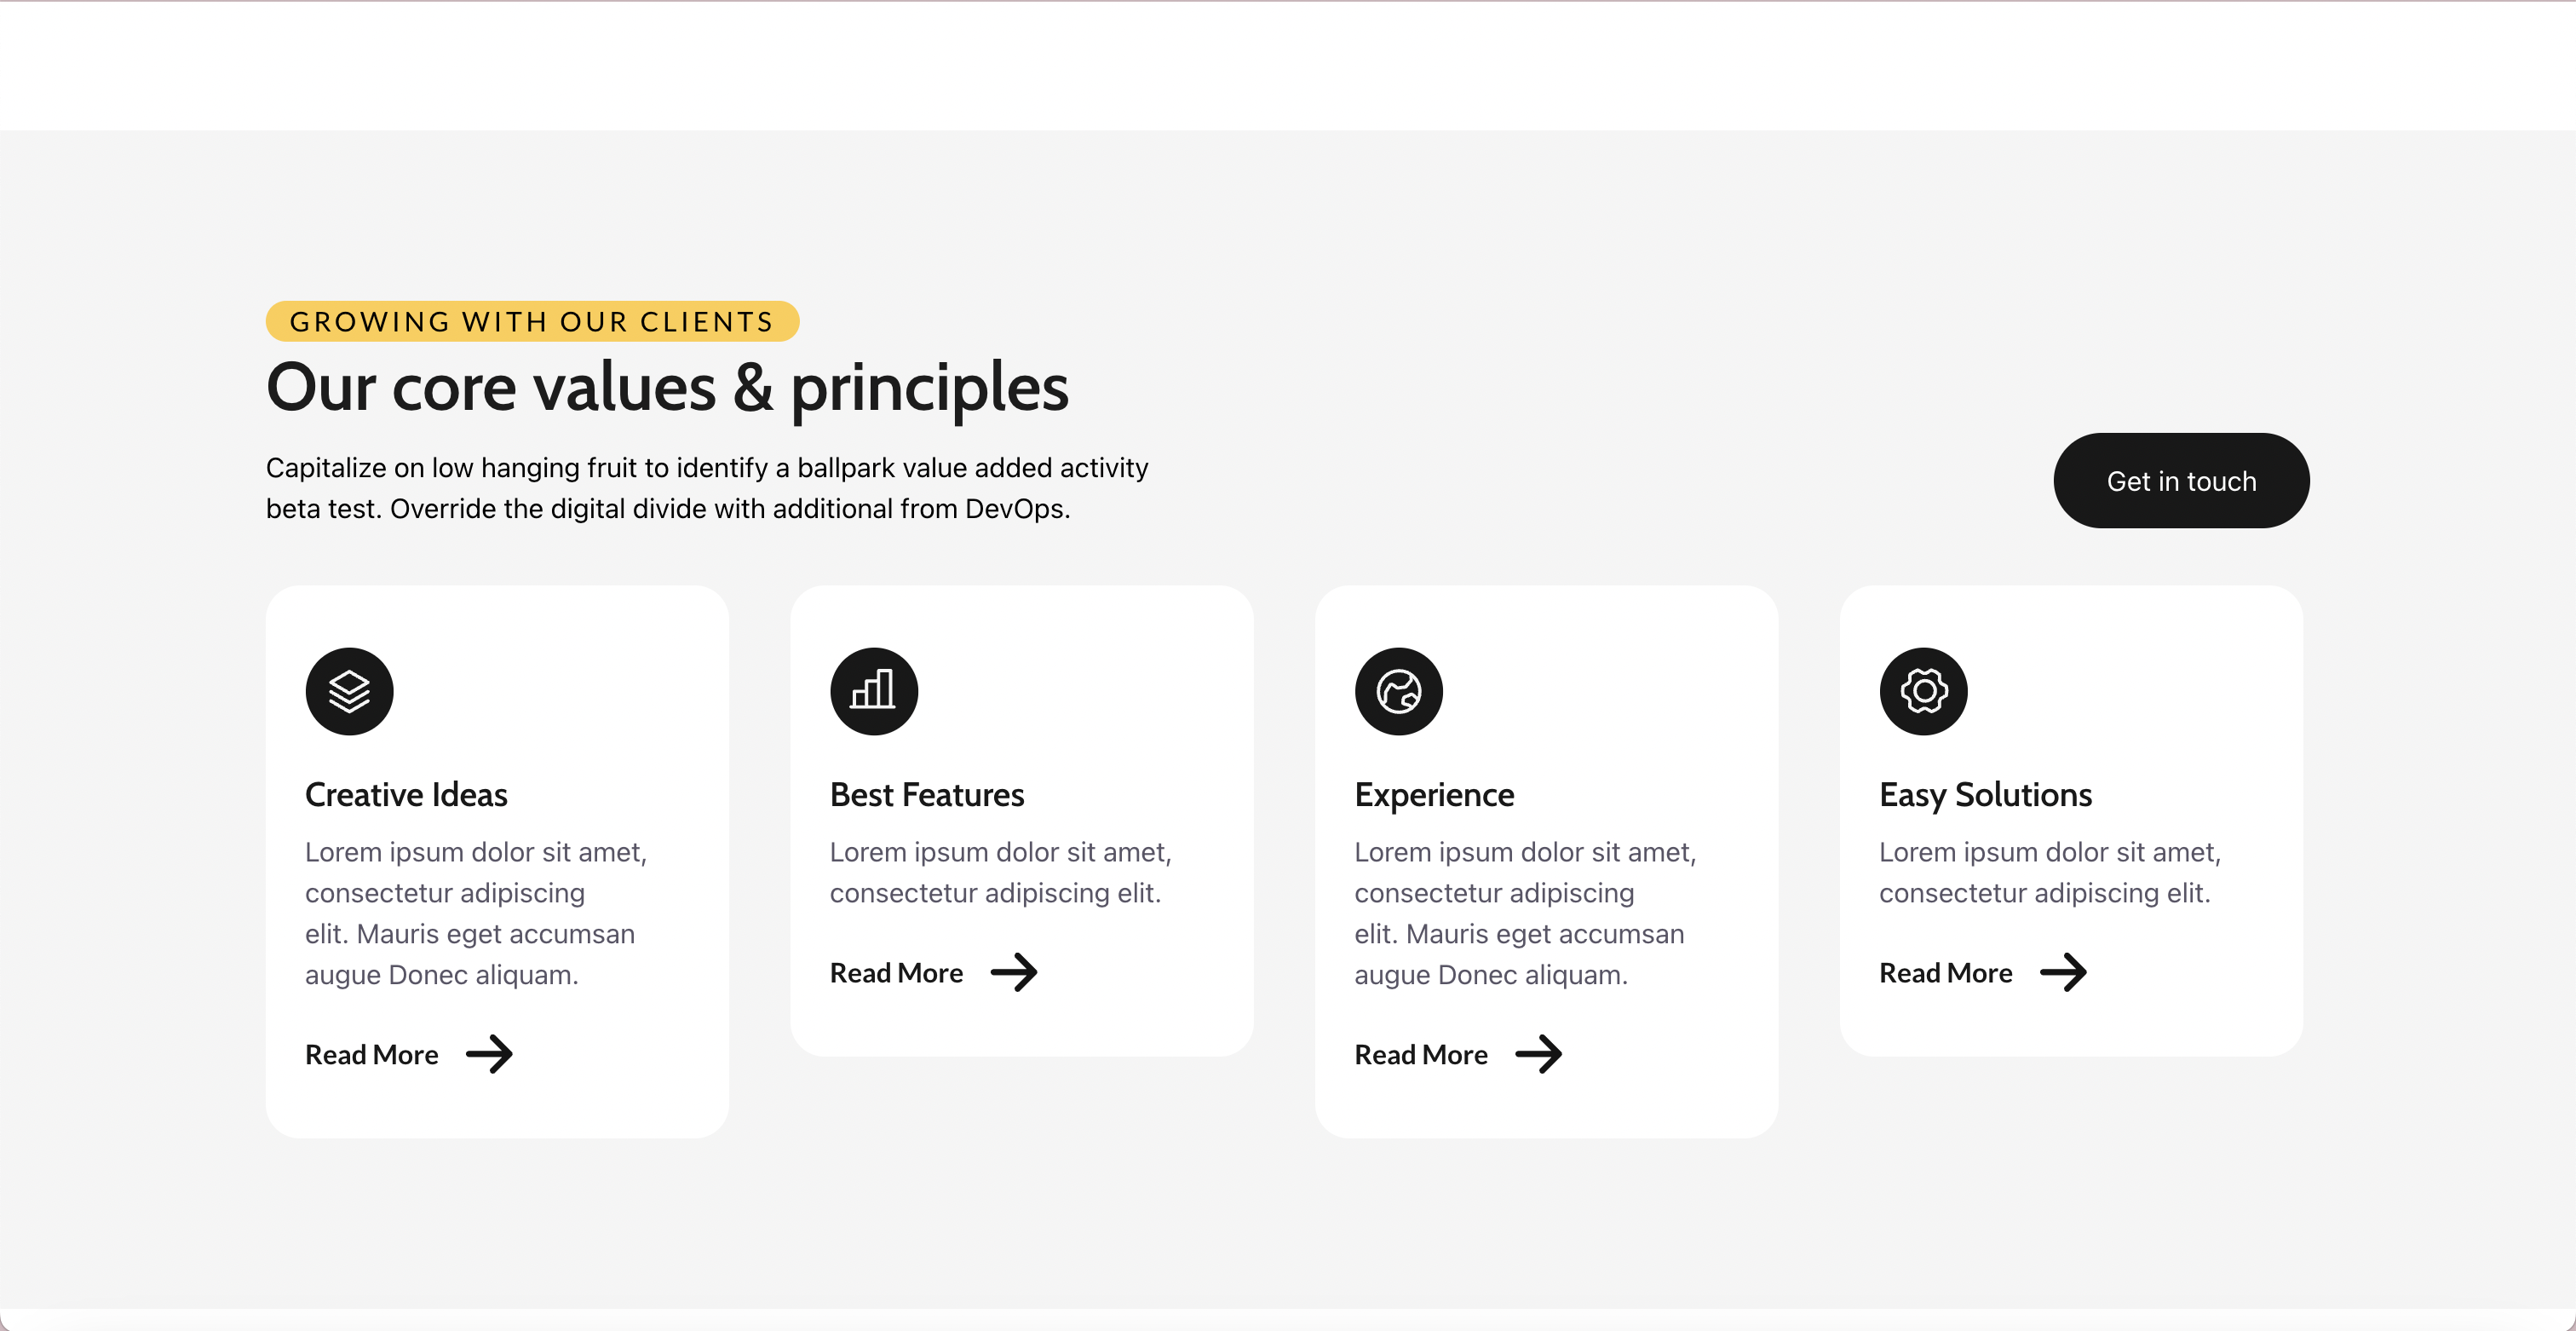 GROWING WITH OUR CLIENTS
Our core values & principles
Capitalize on low hanging fruit to identify a ballpark value added activity
beta test. Override the digital divide with additional from DevOps.
Get in touch
Creative Ideas
Lorem ipsum dolor sit amet,
consectetur adipiscing
elit. Mauris eget accumsan
augue Donec aliquam.
Read More
Best Features
Lorem ipsum dolor sit amet,
consectetur adipiscing elit.
Read More
Experience
Lorem ipsum dolor sit amet,
consectetur adipiscing
elit. Mauris eget accumsan
augue Donec aliquam.
Read More
Easy Solutions
Lorem ipsum dolor sit amet,
consectetur adipiscing elit.
Read More